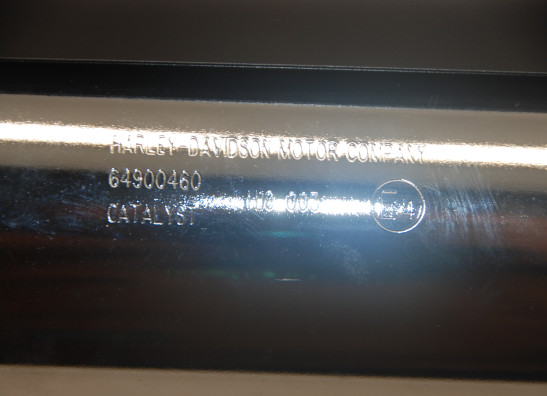 HARLEY-DAVIDSON MOTOR COMPANY
64900460
CATALYST